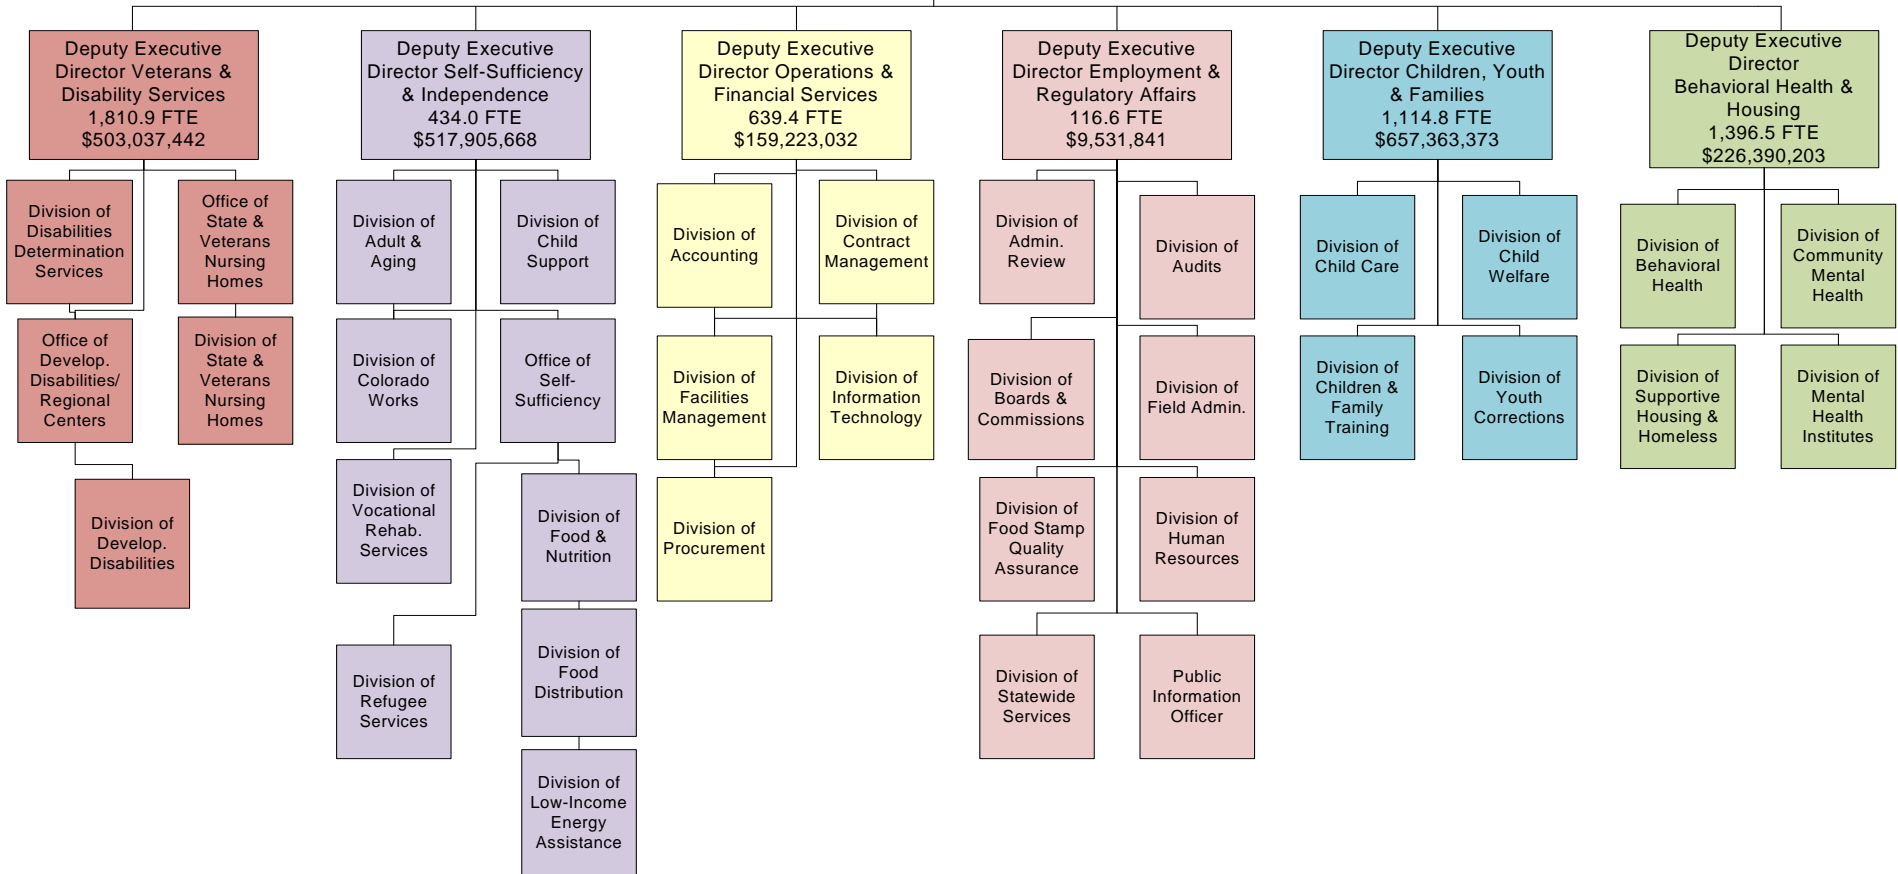 Deputy Executive
Director Veterans &
Disability Services
1,810.9 FTE
$503,037,442
Deputy Executive
Director Self-Sufficiency
& Independence
434.0 FTE
$517,905,668
Deputy Executive
Director Operations &
Financial Services
639.4 FTE
$159,223,032
Deputy Executive
Director Employment &
Regulatory Affairs
116.6 FTE
$9,531,841
Deputy Executive
Director Children, Youth
& Families
1,114.8 FTE
$657,363,373
Deputy Executive
Director
Behavioral Health &
Housing
1,396.5 FTE
$226,390,203
Division of
Disabilities
Determination
Services
Office of
State &
Veterans
Nursing
Homes
Office of
Develop.
Disabilities/
Regional
Centers
Division of
State &
Veterans
Nursing
Homes
Division of
Develop.
Disabilities
Division of
Adult &
Aging
Division of
Child
Support
Division of
Colorado
Works
Office of
Self-
Sufficiency
Division of
Vocational
Rehab.
Services
Division of
Food &
Nutrition
Division of
Refugee
Services
Division of
Food
Distribution
Division of
Low-Income
Energy
Assistance
Division of
Accounting
Division of
Contract
Management
Division of
Facilities
Management
Division of
Information
Technology
Division of
Procurement
Division of
Admin.
Review
Division of
Audits
Division of
Boards &
Commissions
Division of
Field Admin.
Division of
Food Stamp
Quality
Assurance
Division of
Human
Resources
Division of
Statewide
Services
Public
Information
Officer
Division of
Child Care
Division of
Child
Welfare
Division of
Children &
Family
Training
Division of
Youth
Corrections
Division of
Behavioral
Health
Division of
Community
Mental
Health
Division of
Supportive
Housing &
Homeless
Division of
Mental
Health
Institutes